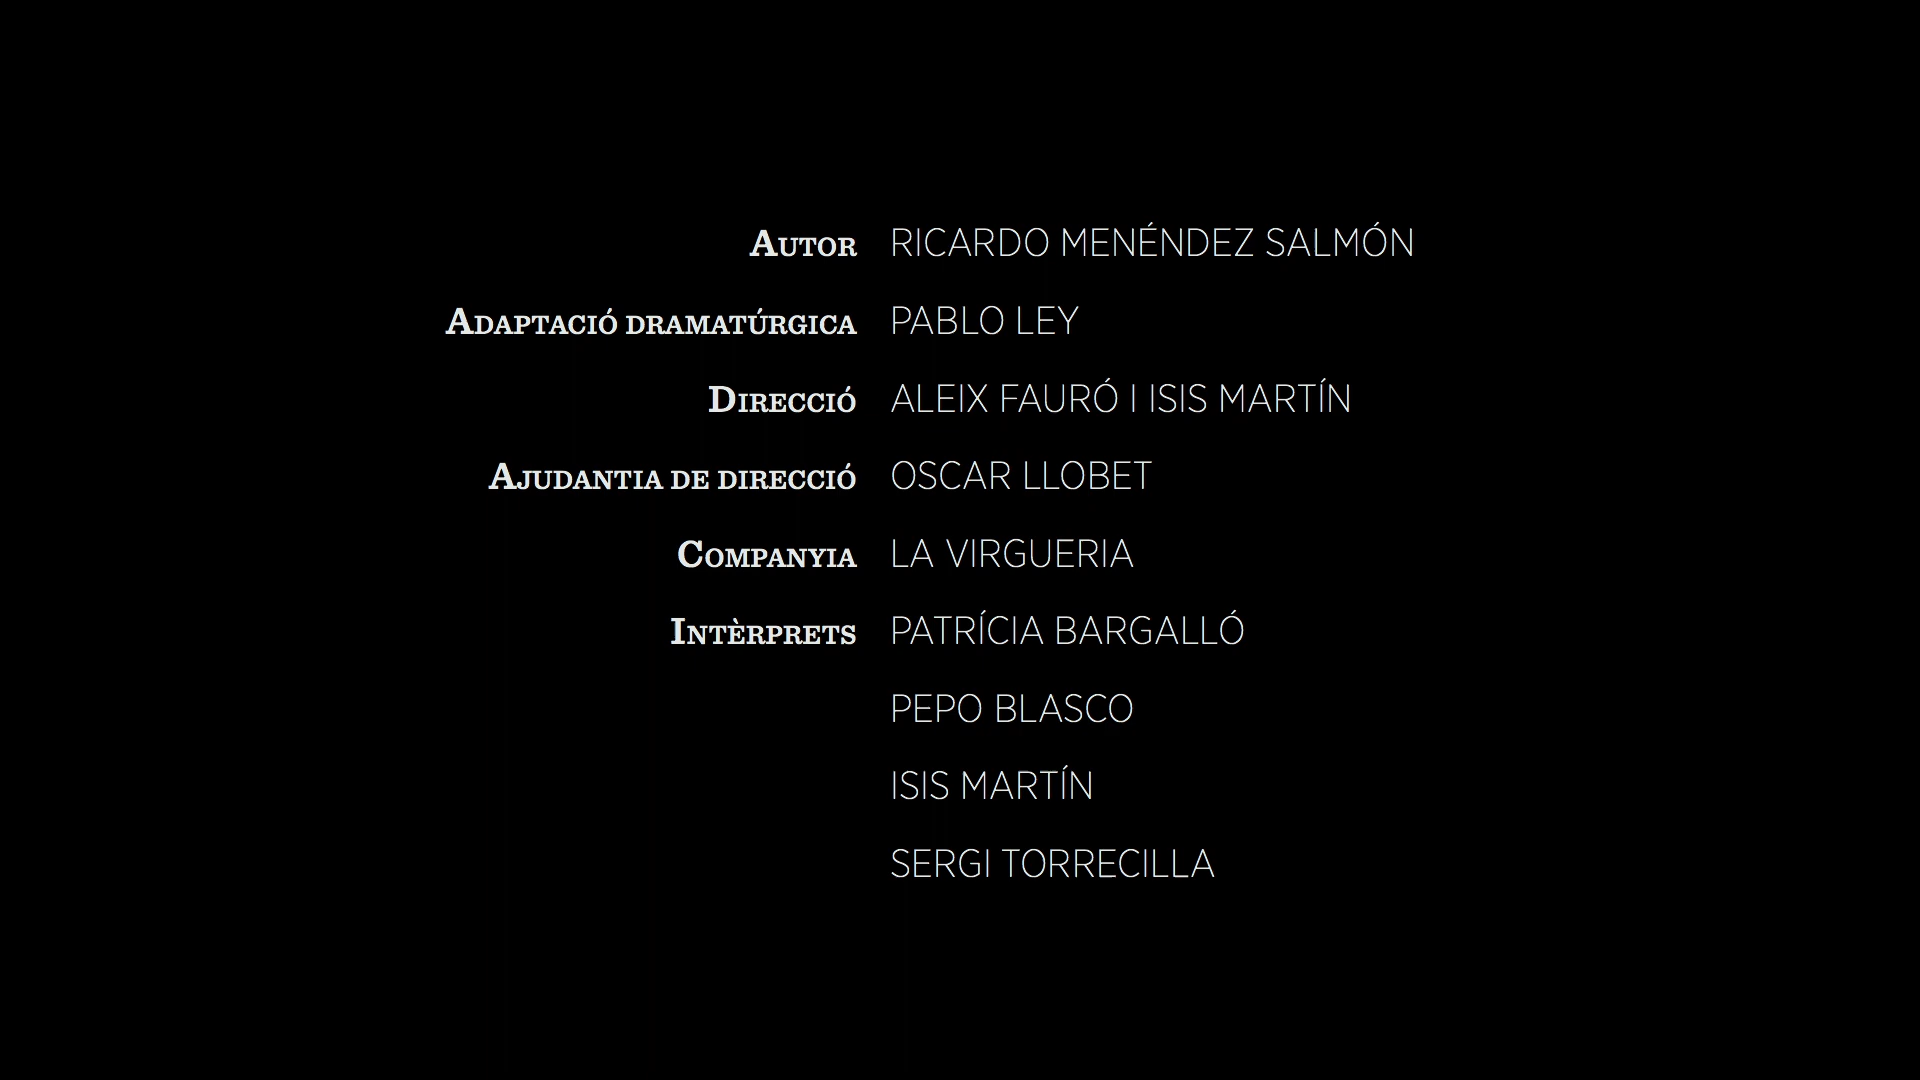 Autor RICARDO MENÉNDEZ SALMÓN
Adaptació dramatúrgica PABLO LEY
Direcció ALEIX FAURÓ I ISIS MARTÍN
Ajudantia de direcció OSCAR LLOBET
Companyia LA VIRGUERIA
Intèrprets PATRÍCIA BARGALLÓ
PEPO BLASCO
ISIS MARTÍN
SERGI TORRECILLA